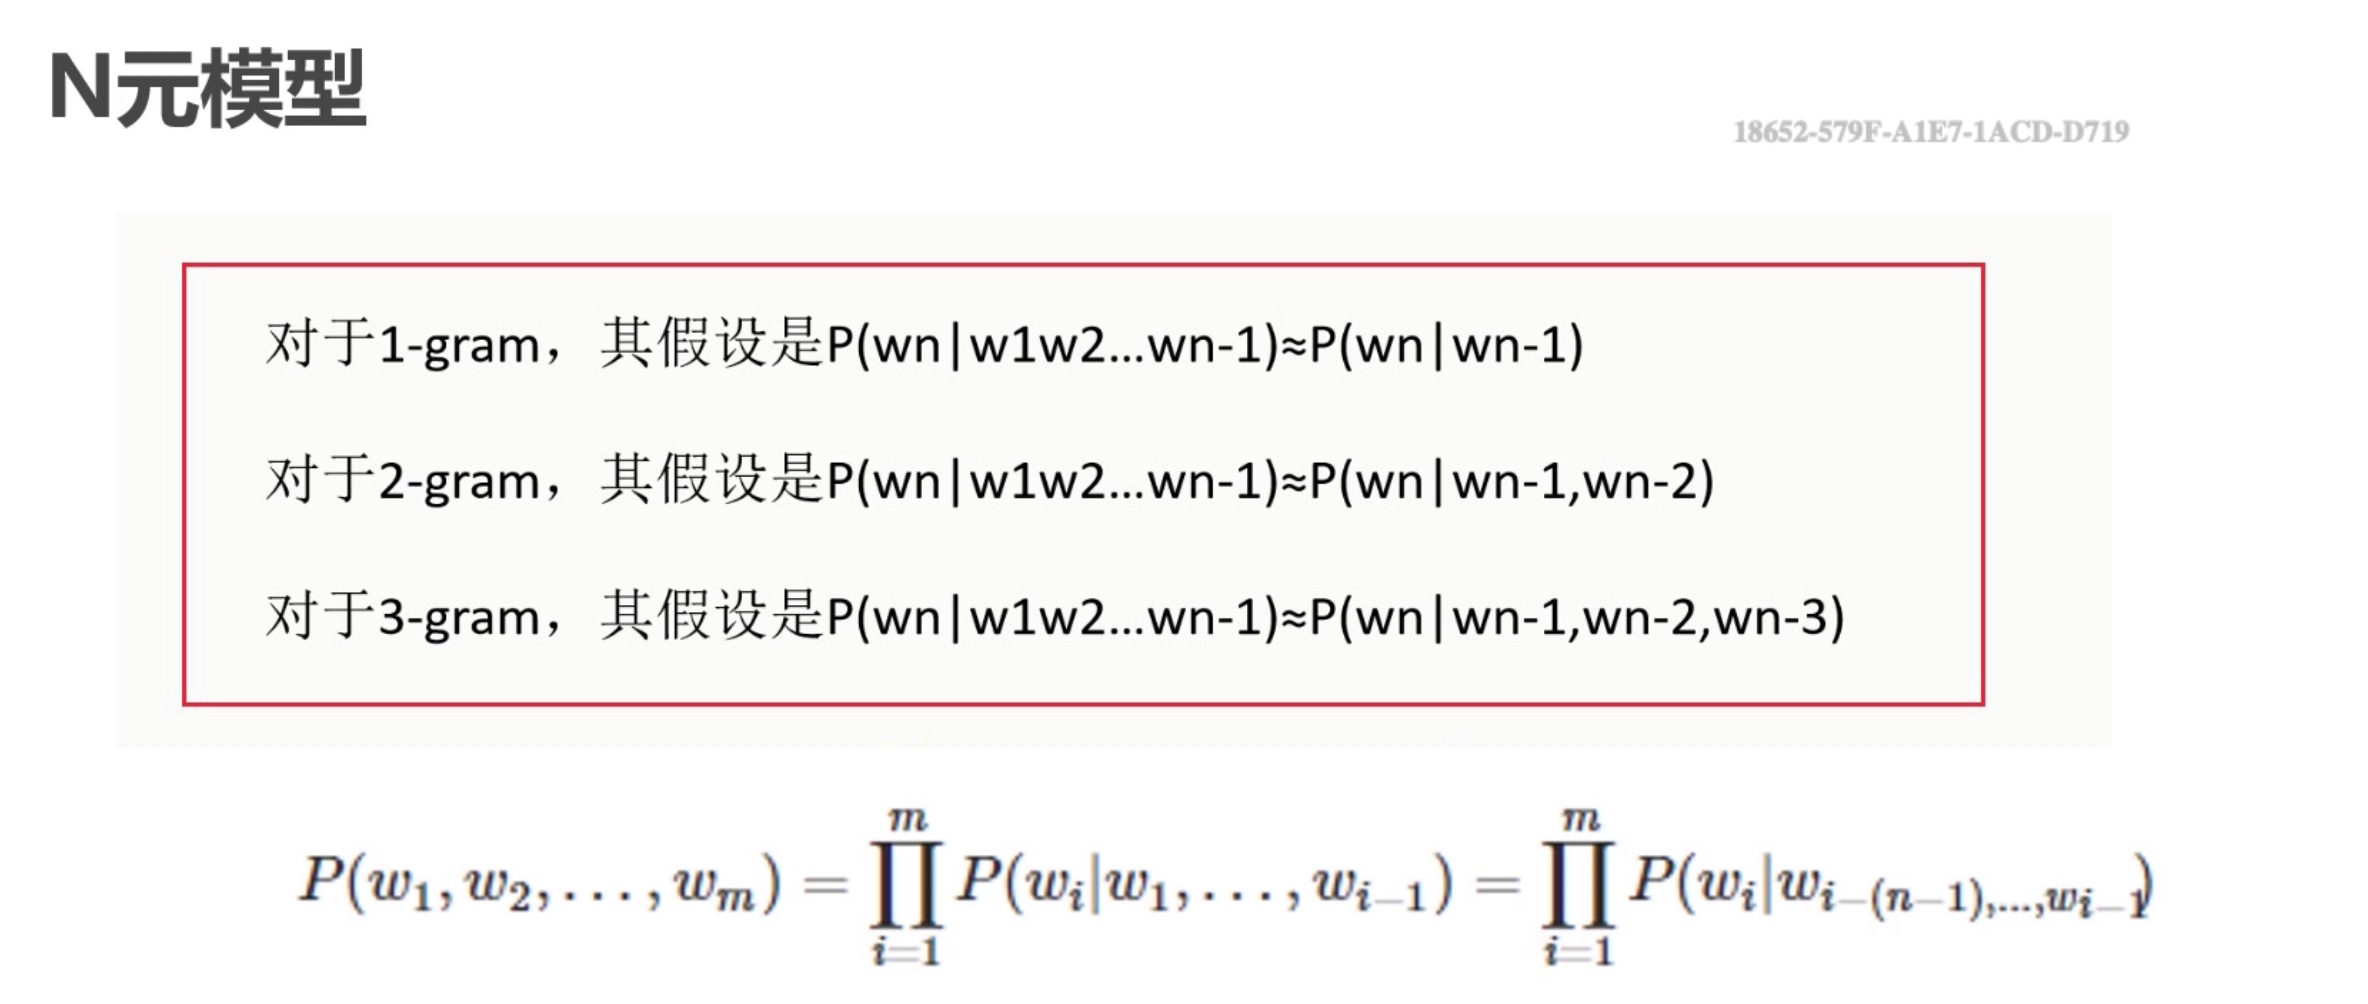 N元模型
18652-579F-A1E7-1ACD-D719
对于1-gram，其假设是P(wn|w1w2...wn-1)≈P(wn|wn-1)
对于2-gram，其假设是P(wn|w1w2...wn-1)≈P(wn|wn-1,wn-2)
对于3-gram，其假设是P(wn|w1w2...wn-1)≈P(wn|wn-1,wn-2,wn-3)
P(w_1, w_2, ..., w_m) = \prod_{i=1}^{m} P(w_i|w_1, ..., w_{i-1}) = \prod_{i=1}^{m} P(w_i|w_{i-(n-1),...,w_{i-1}})